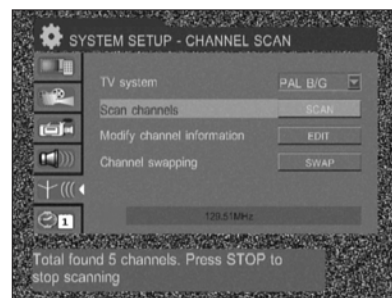 SYSTEM SETUP - CHANNEL SCAN
TV system PAL B/G
Scan channels SCAN
Modify channel information EDIT
Channel swapping SWAP
129.51MHz
1
Total found 5 channels. Press STOP to
stop scanning